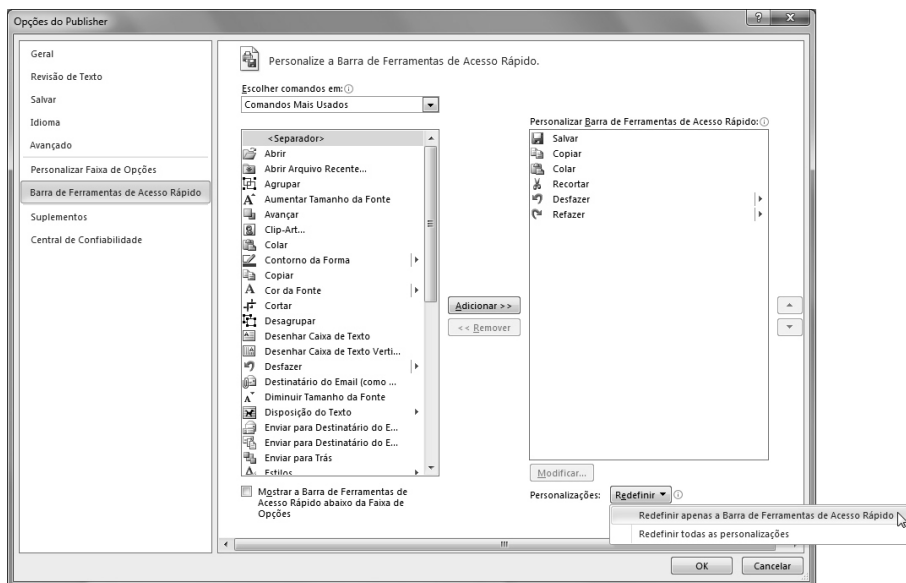 Opções do Publisher
Geral
Revisão de Texto
Salvar
Idioma
Avançado
Personalizar Faixa de Opções
Barra de Ferramentas de Acesso Rápido
Suplementos
Central de Confiabilidade
Personalize a Barra de Ferramentas de Acesso Rápido.
Escolher comandos em:
Comandos Mais Usados
<Separador>
Abrir
Abrir Arquivo Recente...
Agrupar
Aumentar Tamanho da Fonte
Avançar
Clip-Art...
Colar
Contorno da Forma
Copiar
Cor da Fonte
Cortar
Desagrupar
Desenhar Caixa de Texto
Desenhar Caixa de Texto Verti...
Desfazer
Destinatário do Email (como ...
Diminuir Tamanho da Fonte
Disposição do Texto
Enviar para Destinatário do E...
Enviar para Destinatário do E...
Enviar para Trás
Estilos
Mostrar a Barra de Ferramentas de
Acesso Rápido abaixo da Faixa de
Opções
Adicionar >>
<< Remover
Personalizar Barra de Ferramentas de Acesso Rápido:
Salvar
Copiar
Colar
Recortar
Desfazer
Refazer
Modificar...
Personalizações:
Redefinir
Redefinir apenas a Barra de Ferramentas de Acesso Rápido
Redefinir todas as personalizações
OK
Cancelar